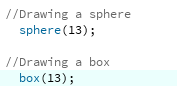 //Drawing a sphere
sphere(13);
//Drawing a box
box(13);